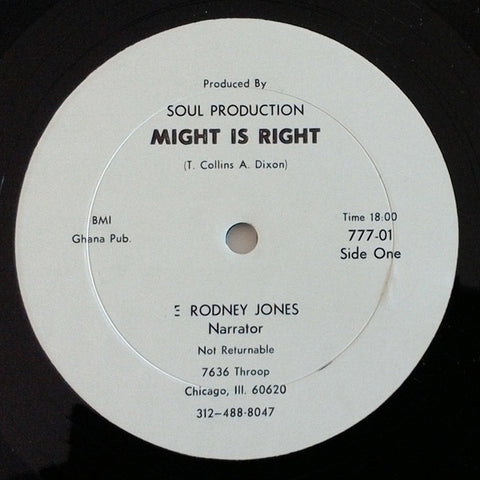 Produced By
SOUL PRODUCTION
MIGHT IS RIGHT
(T. Collins A. Dixon)
BMI
Ghana Pub.
Time 18:00
777-01
Side One
E RODNEY JONES
Narrator
Not Returnable
7636 Throop
Chicago, Ill. 60620
312-488-8047